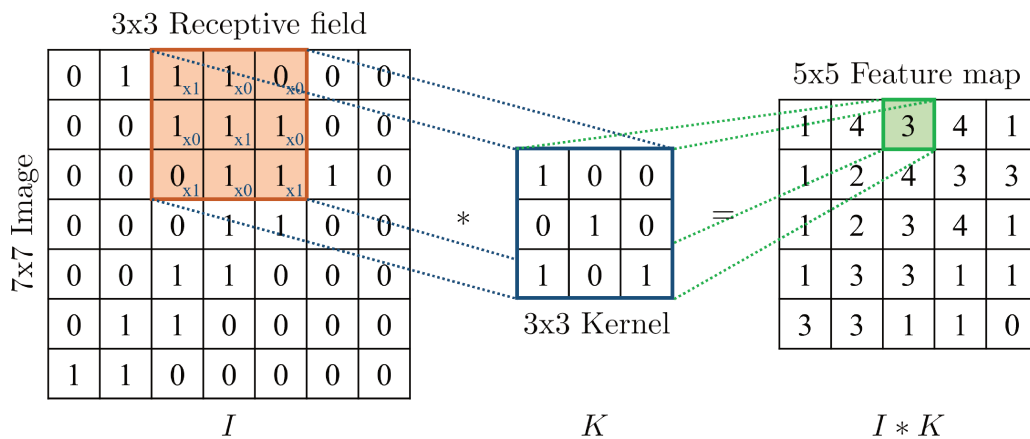 3x3 Receptive field
5x5 Feature map
7x7 Image
0 1 1x1 1x0 0x0 0 0
0 0 1x0 1x1 1x0 0 0
0 0 0x1 1x0 1x1 1 0
0 0 0 1 1 0 0
0 0 1 1 0 0 0
0 1 1 0 0 0 0
1 1 0 0 0 0 0
I
*
1 0 0
0 1 0
1 0 1
3x3 Kernel
K
=
1 4 3 4 1
1 2 4 3 3
1 2 3 4 1
1 3 3 1 1
3 3 1 1 0
I * K